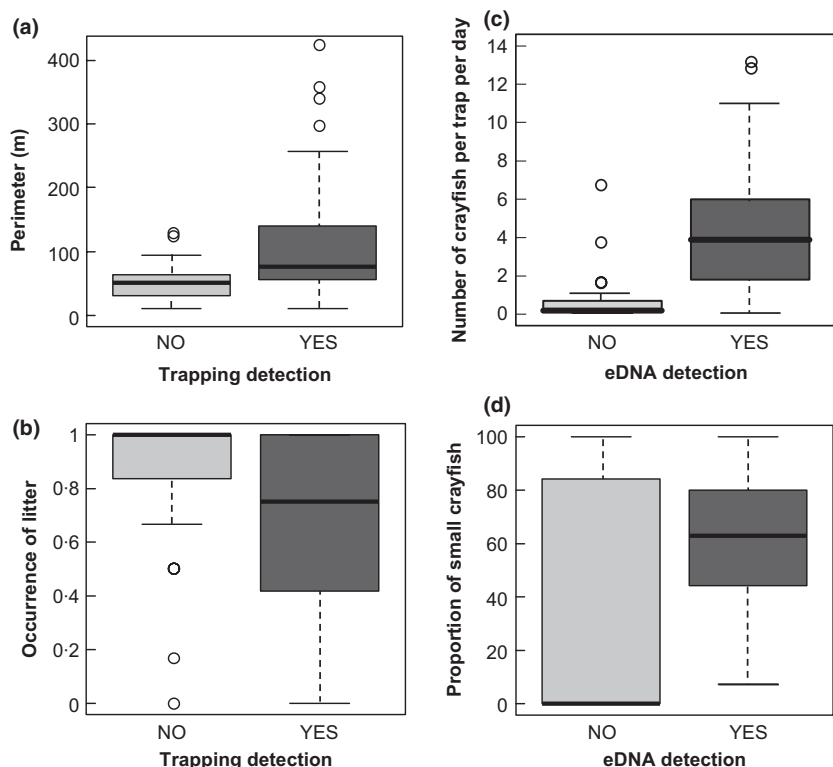 (a)
Perimeter (m)
400
300
200
100
0
NO YES
Trapping detection
(c)
Number of crayfish per trap per day
14
12
10
8
6
4
2
0
NO YES
eDNA detection
(b)
Occurrence of litter
1
0·8
0·6
0·4
0·2
0
NO YES
Trapping detection
(d)
Proportion of small crayfish
100
80
60
40
20
0
NO YES
eDNA detection